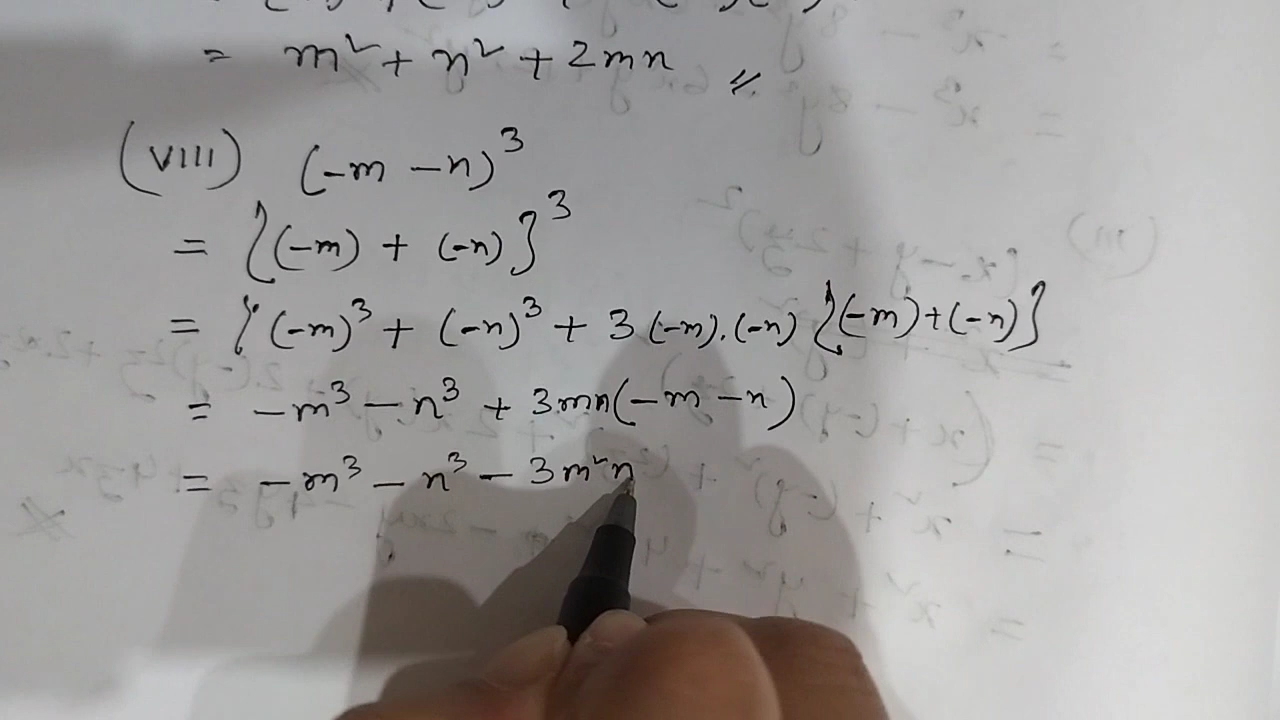 = m² + n² + 2mn //.
(VIII) (-m -n)³
= {(-m) + (-n)}³
= {(-m)³ + (-n)³ + 3(-m).(-n) {(-m)+(-n)}
= -m³ - n³ + 3mn(-m -n)
= -m³ - n³ - 3m²n